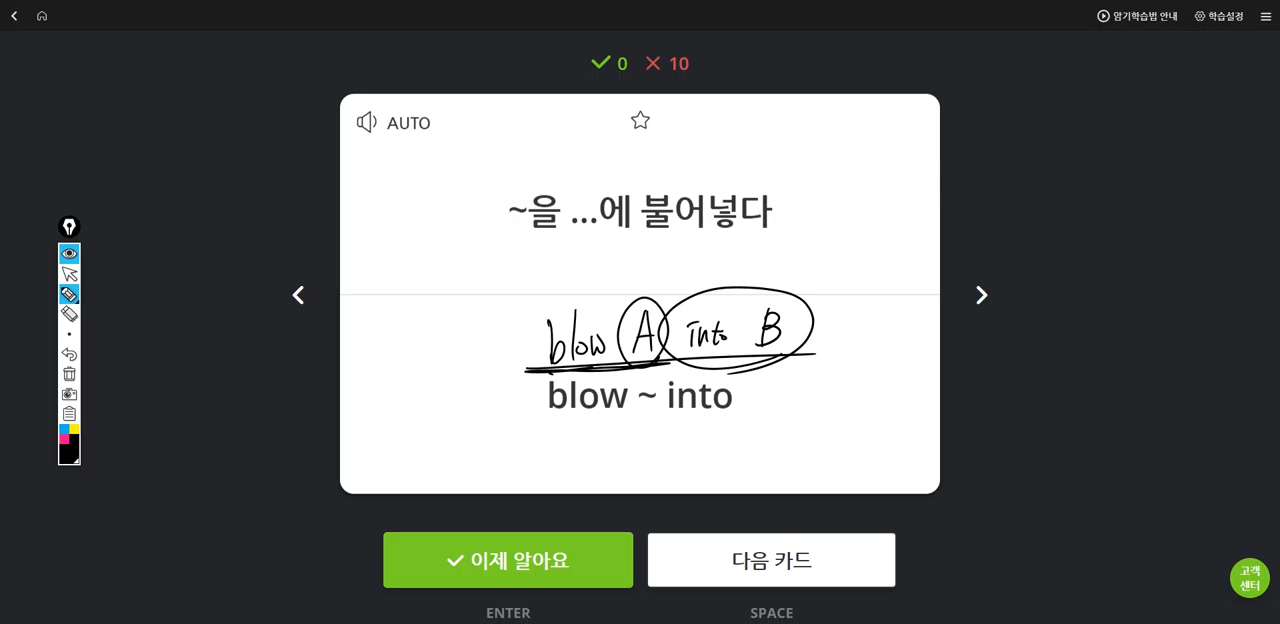 암기학습법 안내 학습설정
0 10
AUTO
~을 ...에 불어넣다
blow A into B
blow ~ into
이제 알아요 다음 카드
ENTER SPACE
고객
센터